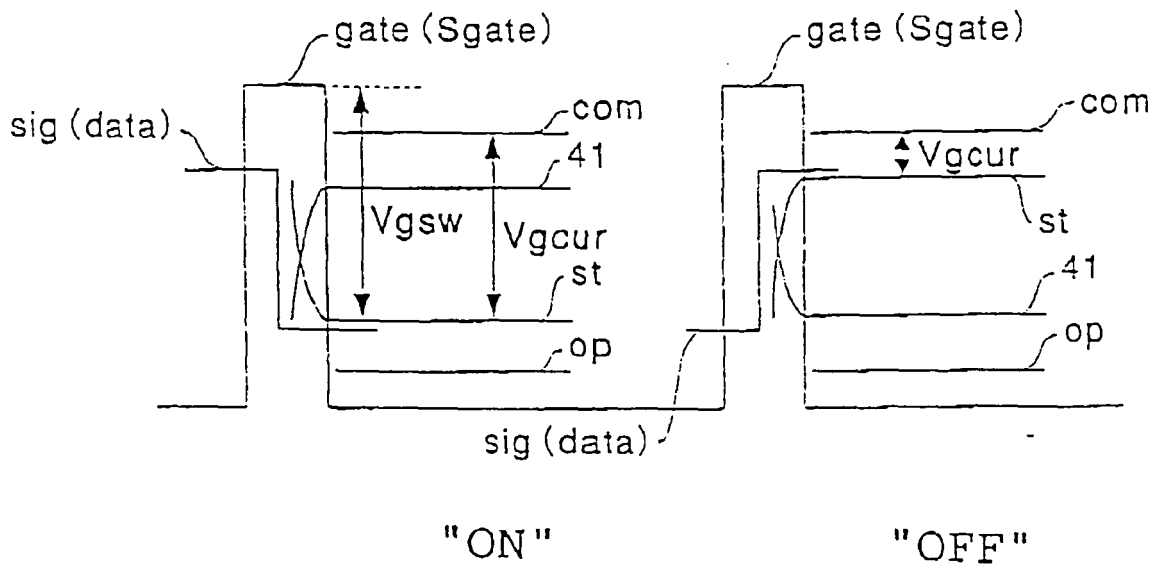 gate (Sgate)
gate (Sgate)
com
com
sig (data)
41
Vgcur
Vgsw
Vgcur
st
st
41
op
op
sig (data)
"ON"
"OFF"